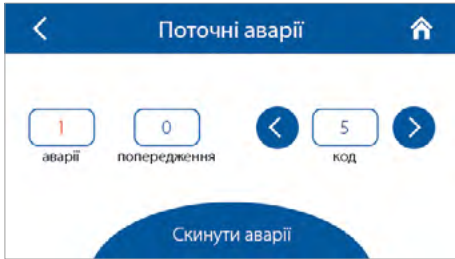 Поточні аварії
1 0 5
аварії попередження код
Скинути аварії